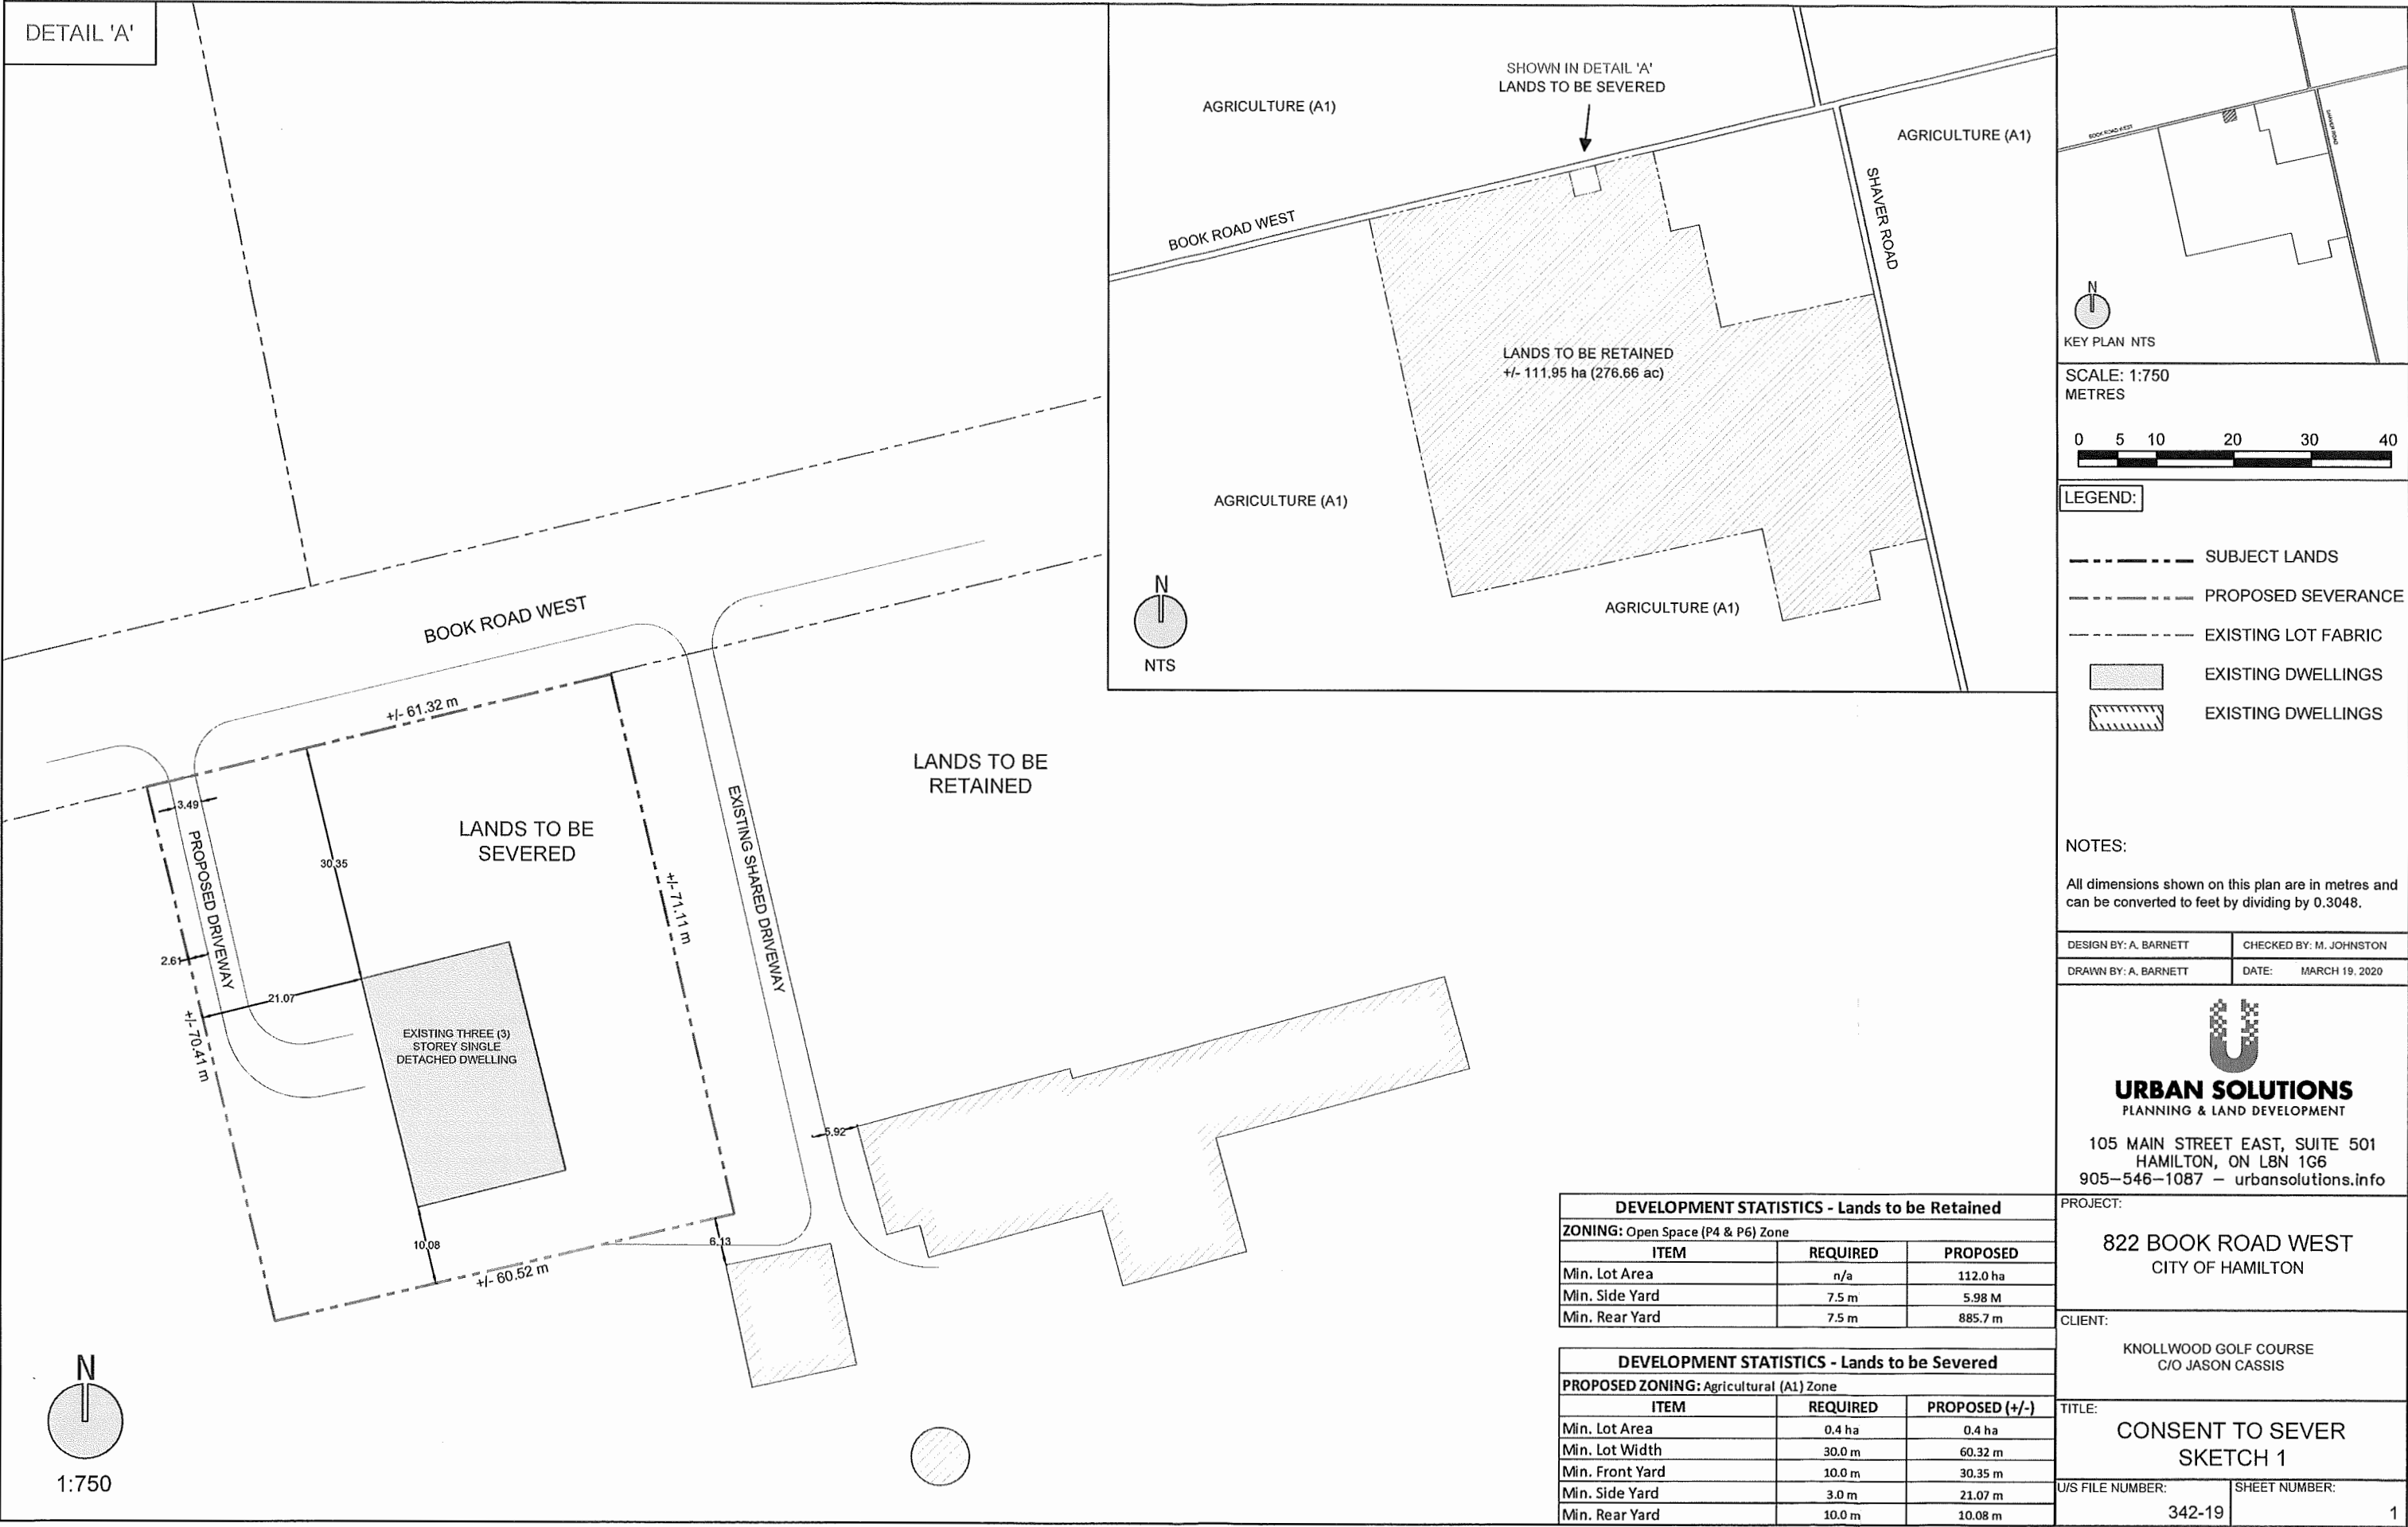 DETAIL 'A'
BOOK ROAD WEST
+/- 61.32 m
3.49
PROPOSED DRIVEWAY
30.35
LANDS TO BE
SEVERED
+/- 71.11 m
EXISTING SHARED DRIVEWAY
LANDS TO BE
RETAINED
2.61
21.07
+/- 70.41 m
EXISTING THREE (3)
STOREY SINGLE
DETACHED DWELLING
5.92
10.08
6.13
+/- 60.52 m
N
1:750
SHOWN IN DETAIL 'A'
LANDS TO BE SEVERED
AGRICULTURE (A1)
AGRICULTURE (A1)
SHAVER ROAD
BOOK ROAD WEST
LANDS TO BE RETAINED
+/- 111.95 ha (276.66 ac)
AGRICULTURE (A1)
AGRICULTURE (A1)
N
NTS
BOOK ROAD WEST
SHAVER ROAD
N
KEY PLAN NTS
SCALE: 1:750
METRES
0 5 10 20 30 40
LEGEND:
SUBJECT LANDS
PROPOSED SEVERANCE
EXISTING LOT FABRIC
EXISTING DWELLINGS
EXISTING DWELLINGS
NOTES:
All dimensions shown on this plan are in metres and
can be converted to feet by dividing by 0.3048.
DESIGN BY: A. BARNETT CHECKED BY: M. JOHNSTON
DRAWN BY: A. BARNETT DATE: MARCH 19, 2020
URBAN SOLUTIONS
PLANNING & LAND DEVELOPMENT
105 MAIN STREET EAST, SUITE 501
HAMILTON, ON L8N 1G6
905-546-1087 - urbansolutions.info
PROJECT:
822 BOOK ROAD WEST
CITY OF HAMILTON
CLIENT:
KNOLLWOOD GOLF COURSE
C/O JASON CASSIS
TITLE:
CONSENT TO SEVER
SKETCH 1
U/S FILE NUMBER: SHEET NUMBER:
342-19 1
DEVELOPMENT STATISTICS - Lands to be Retained
ZONING: Open Space (P4 & P6) Zone
ITEM REQUIRED PROPOSED
Min. Lot Area n/a 112.0 ha
Min. Side Yard 7.5 m 5.98 M
Min. Rear Yard 7.5 m 885.7 m
DEVELOPMENT STATISTICS - Lands to be Severed
PROPOSED ZONING: Agricultural (A1) Zone
ITEM REQUIRED PROPOSED (+/-)
Min. Lot Area 0.4 ha 0.4 ha
Min. Lot Width 30.0 m 60.32 m
Min. Front Yard 10.0 m 30.35 m
Min. Side Yard 3.0 m 21.07 m
Min. Rear Yard 10.0 m 10.08 m